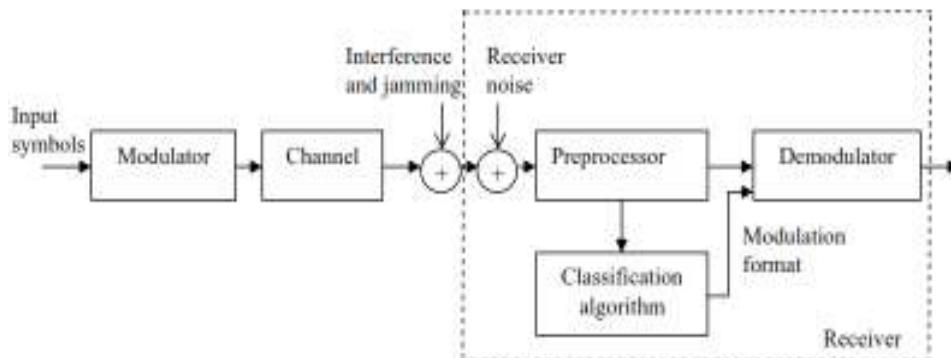 Interference
and jamming
Receiver
noise
Input
symbols
Modulator
Channel
+
+
Preprocessor
Demodulator
Classification
algorithm
Modulation
format
Receiver